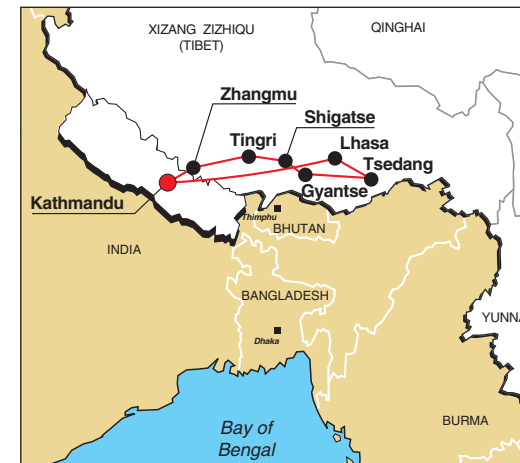 XIZANG ZIZHIQU
(TIBET)
QINGHAI
Zhangmu
Shigatse
Tingri
Lhasa
Tsedang
Gyantse
Kathmandu
Thimphu
BHUTAN
INDIA
BANGLADESH
YUNNA
Dhaka
BURMA
Bay of
Bengal